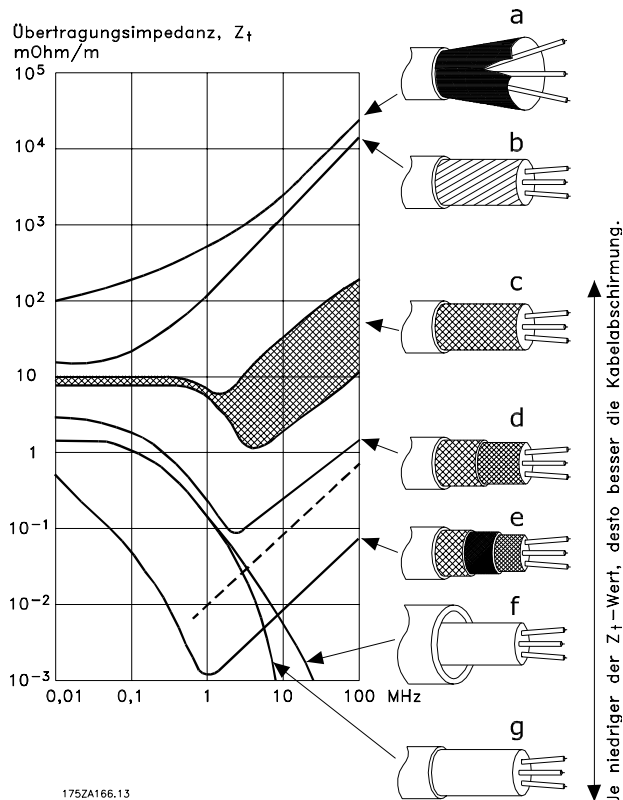 Übertragungsimpedanz, Zt
mOhm/m
a
10⁵
b
10⁴
10³
c
10²
10
d
1
e
10⁻¹
f
10⁻²
10⁻³
0,01 0,1 1 10 100 MHz
g
175ZA166.13
Je niedriger der Zt-Wert, desto besser die Kabelabschirmung.